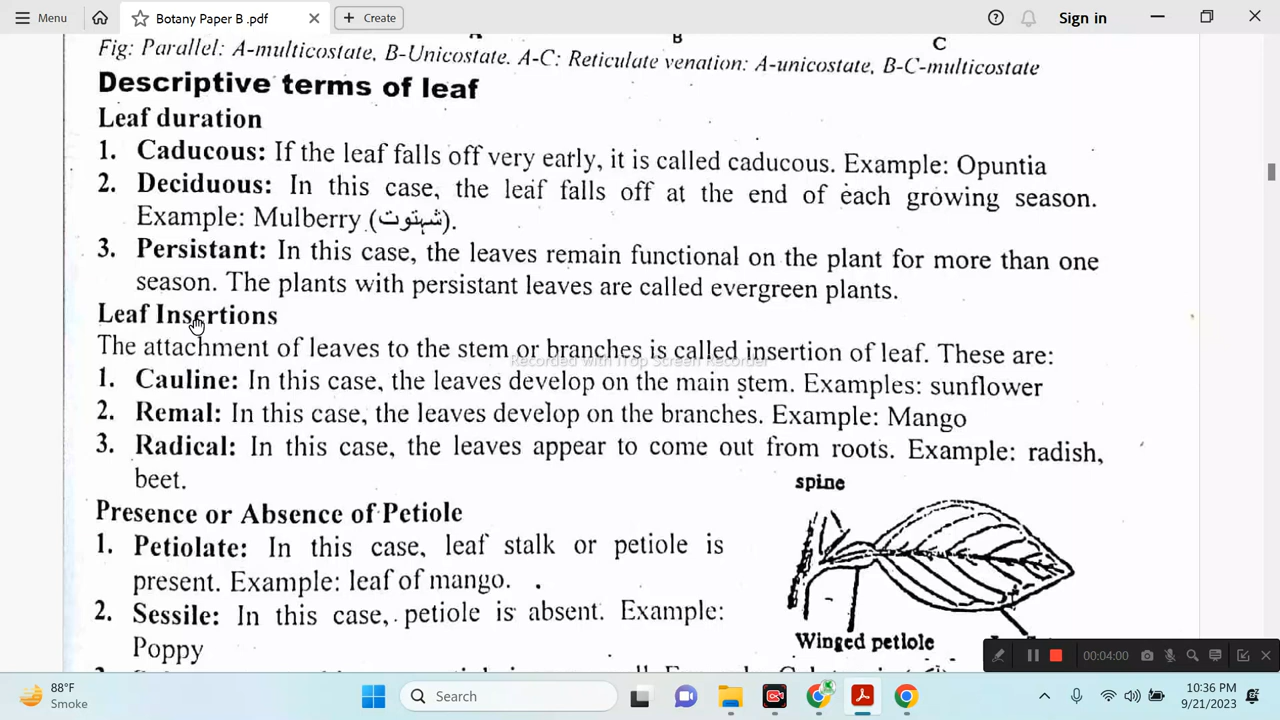 Menu
Botany Paper B .pdf
Create
Sign in
A
B
C
Fig: Parallel: A-multicostate, B-Unicostate. A-C: Reticulate venation: A-unicostate, B-C-multicostate
Descriptive terms of leaf
Leaf duration
1. Caducous: If the leaf falls off very early, it is called caducous. Example: Opuntia
2. Deciduous: In this case, the leaf falls off at the end of each growing season.
Example: Mulberry (شہتوت).
3. Persistant: In this case, the leaves remain functional on the plant for more than one
season. The plants with persistant leaves are called evergreen plants.
Leaf Insertions
The attachment of leaves to the stem or branches is called insertion of leaf. These are:
Recorded with iTop Screen Recorder
1. Cauline: In this case, the leaves develop on the main stem. Examples: sunflower
2. Remal: In this case, the leaves develop on the branches. Example: Mango
3. Radical: In this case, the leaves appear to come out from roots. Example: radish,
beet.
spine
Presence or Absence of Petiole
1. Petiolate: In this case, leaf stalk or petiole is
present. Example: leaf of mango.
2. Sessile: In this case, petiole is absent. Example:
Poppy
Winged petiole
00:04:00
88°F
Smoke
Search
10:36 PM
9/21/2023